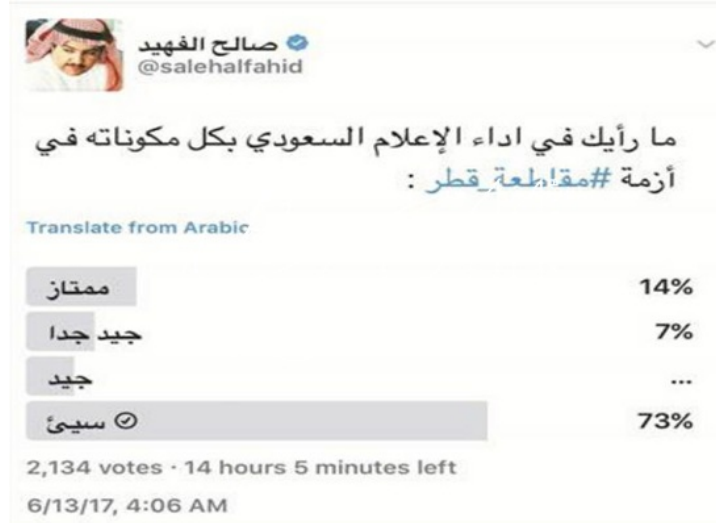 صالح الفهيد
@salehalfahid
ما رأيك في اداء الإعلام السعودي بكل مكوناته في
أزمة #مقاطعة_قطر :
Translate from Arabic
ممتاز 14%
جيد جدا 7%
جيد ...
سيئ 73%
2,134 votes · 14 hours 5 minutes left
6/13/17, 4:06 AM